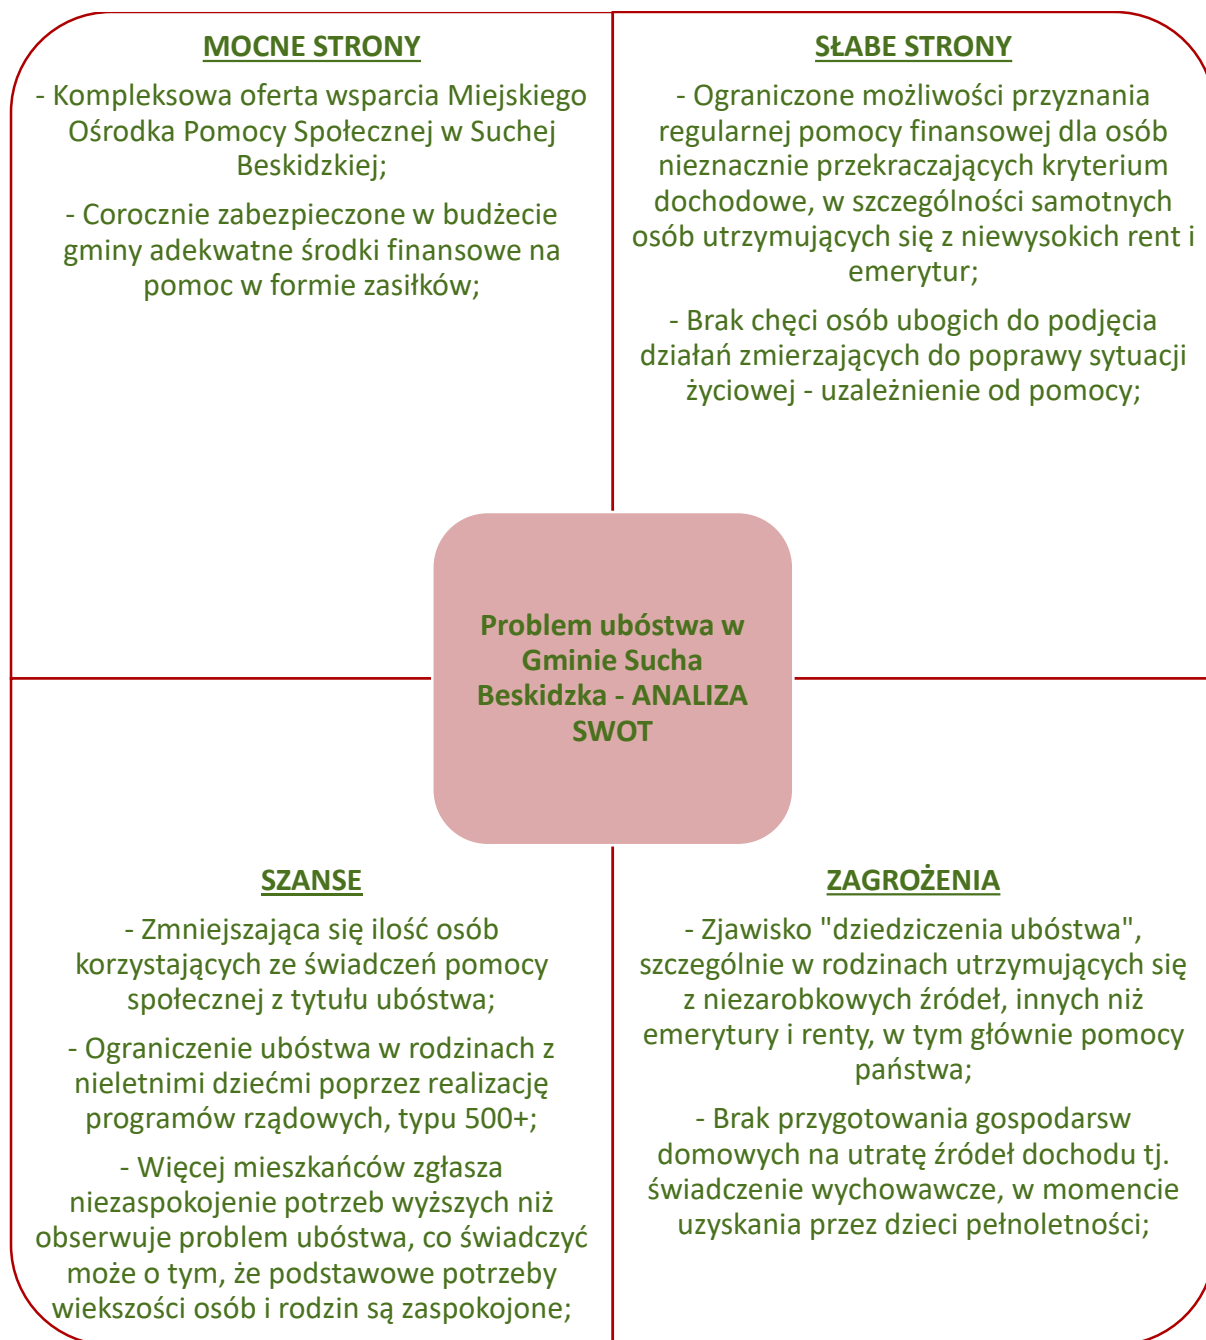 MOCNE STRONY
- Kompleksowa oferta wsparcia Miejskiego
Ośrodka Pomocy Społecznej w Suchej
Beskidzkiej;
- Corocznie zabezpieczone w budżecie
gminy adekwatne środki finansowe na
pomoc w formie zasiłków;
SŁABE STRONY
- Ograniczone możliwości przyznania
regularnej pomocy finansowej dla osób
nieznacznie przekraczających kryterium
dochodowe, w szczególności samotnych
osób utrzymujących się z niewysokich rent i
emerytur;
- Brak chęci osób ubogich do podjęcia
działań zmierzających do poprawy sytuacji
życiowej - uzależnienie od pomocy;
Problem ubóstwa w
Gminie Sucha
Beskidzka - ANALIZA
SWOT
SZANSE
- Zmniejszająca się ilość osób
korzystających ze świadczeń pomocy
społecznej z tytułu ubóstwa;
- Ograniczenie ubóstwa w rodzinach z
nieletnimi dziećmi poprzez realizację
programów rządowych, typu 500+;
- Więcej mieszkańców zgłasza
niezaspokojenie potrzeb wyższych niż
obserwuje problem ubóstwa, co świadczyć
może o tym, że podstawowe potrzeby
wiekszości osób i rodzin są zaspokojone;
ZAGROŻENIA
- Zjawisko "dziedziczenia ubóstwa",
szczególnie w rodzinach utrzymujących się
z niezarobkowych źródeł, innych niż
emerytury i renty, w tym głównie pomocy
państwa;
- Brak przygotowania gospodarsw
domowych na utratę źródeł dochodu tj.
świadczenie wychowawcze, w momencie
uzyskania przez dzieci pełnoletności;